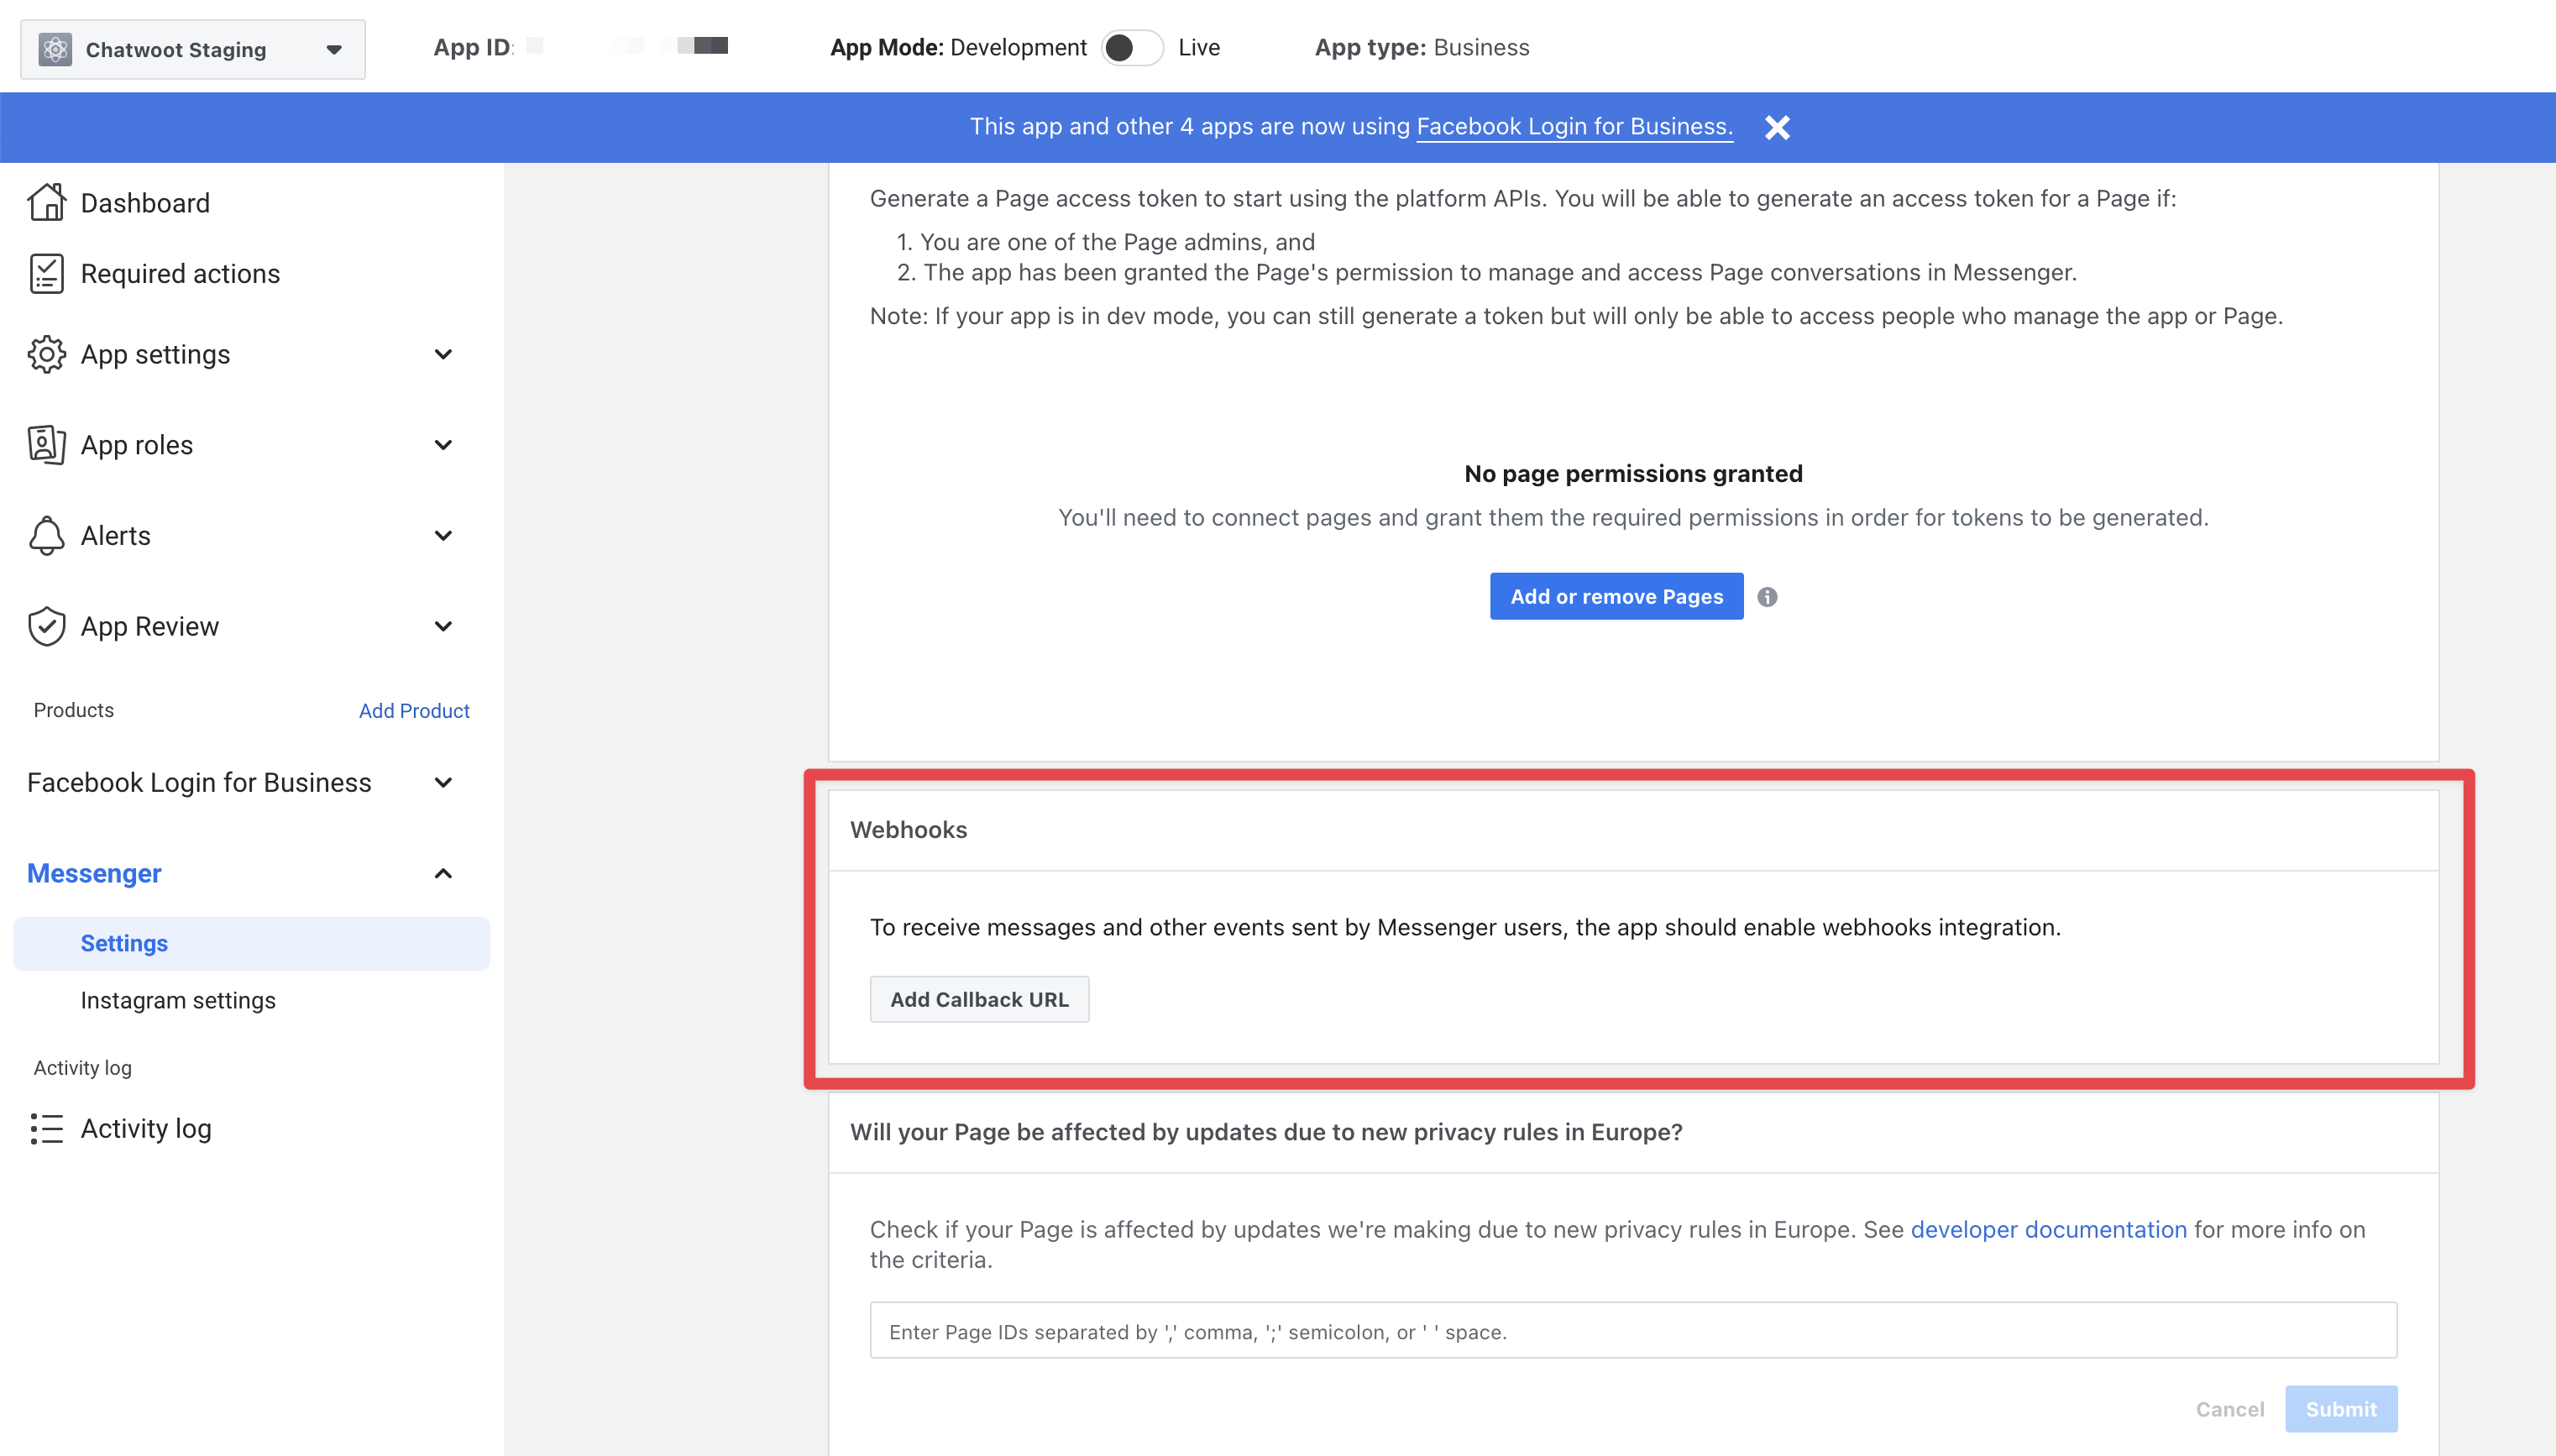 Chatwoot Staging
App ID:
App Mode: Development Live
App type: Business
This app and other 4 apps are now using Facebook Login for Business.
Dashboard
Required actions
App settings
App roles
Alerts
App Review
Products
Add Product
Facebook Login for Business
Messenger
Settings
Instagram settings
Activity log
Activity log
Generate a Page access token to start using the platform APIs. You will be able to generate an access token for a Page if:
1. You are one of the Page admins, and
2. The app has been granted the Page's permission to manage and access Page conversations in Messenger.
Note: If your app is in dev mode, you can still generate a token but will only be able to access people who manage the app or Page.
No page permissions granted
You'll need to connect pages and grant them the required permissions in order for tokens to be generated.
Add or remove Pages
Webhooks
To receive messages and other events sent by Messenger users, the app should enable webhooks integration.
Add Callback URL
Will your Page be affected by updates due to new privacy rules in Europe?
Check if your Page is affected by updates we're making due to new privacy rules in Europe. See developer documentation for more info on
the criteria.
Enter Page IDs separated by ',' comma, ';' semicolon, or ' ' space.
Cancel
Submit